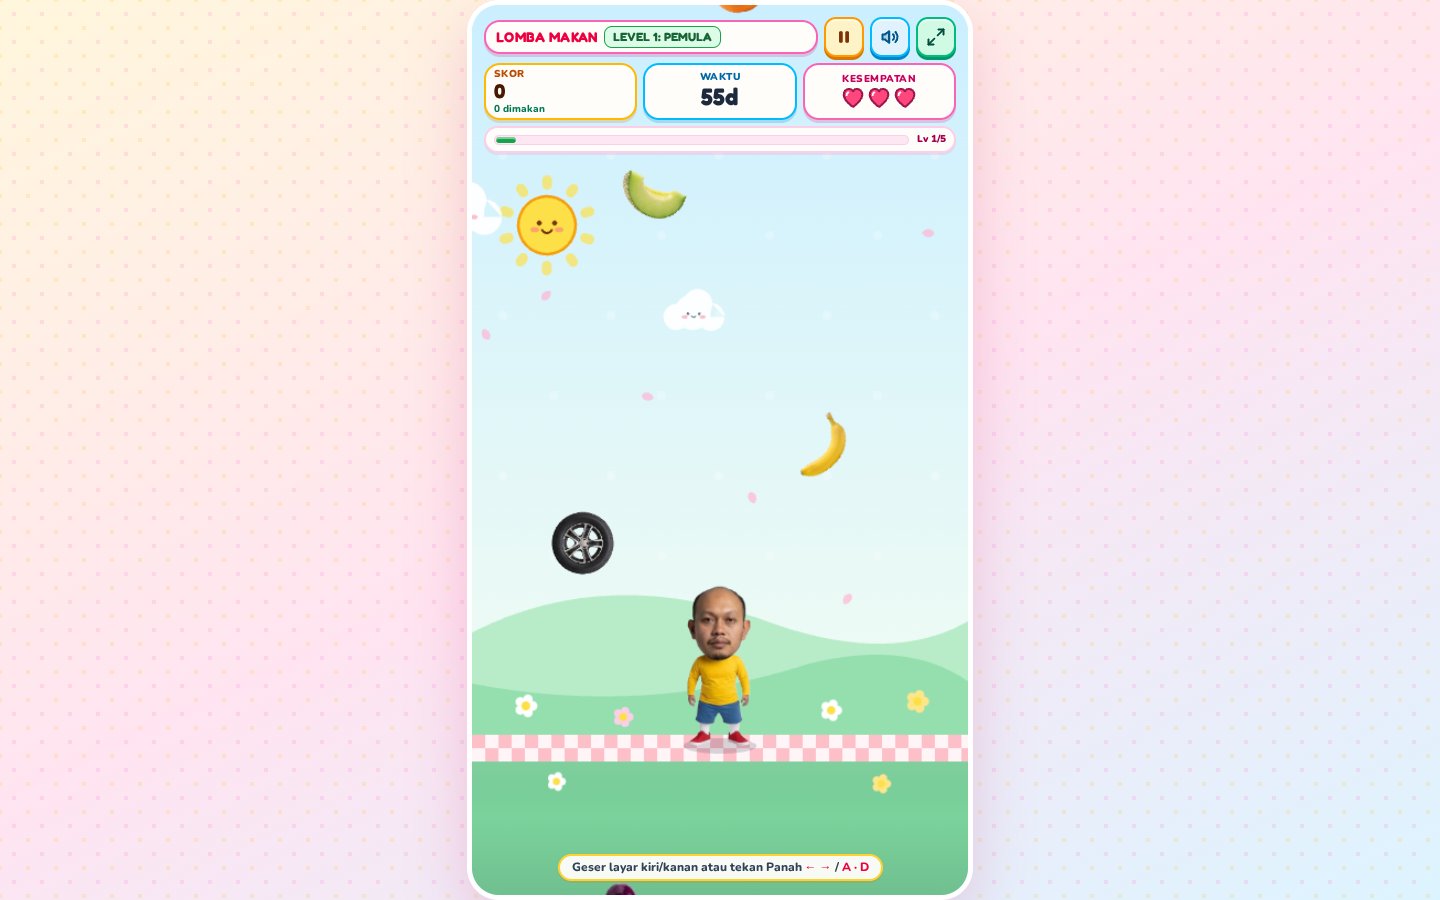 LOMBA MAKAN LEVEL 1: PEMULA
SKOR
0
0 dimakan
WAKTU
55d
KESEMPATAN
Lv 1/5
Geser layar kiri/kanan atau tekan Panah ← → / A · D